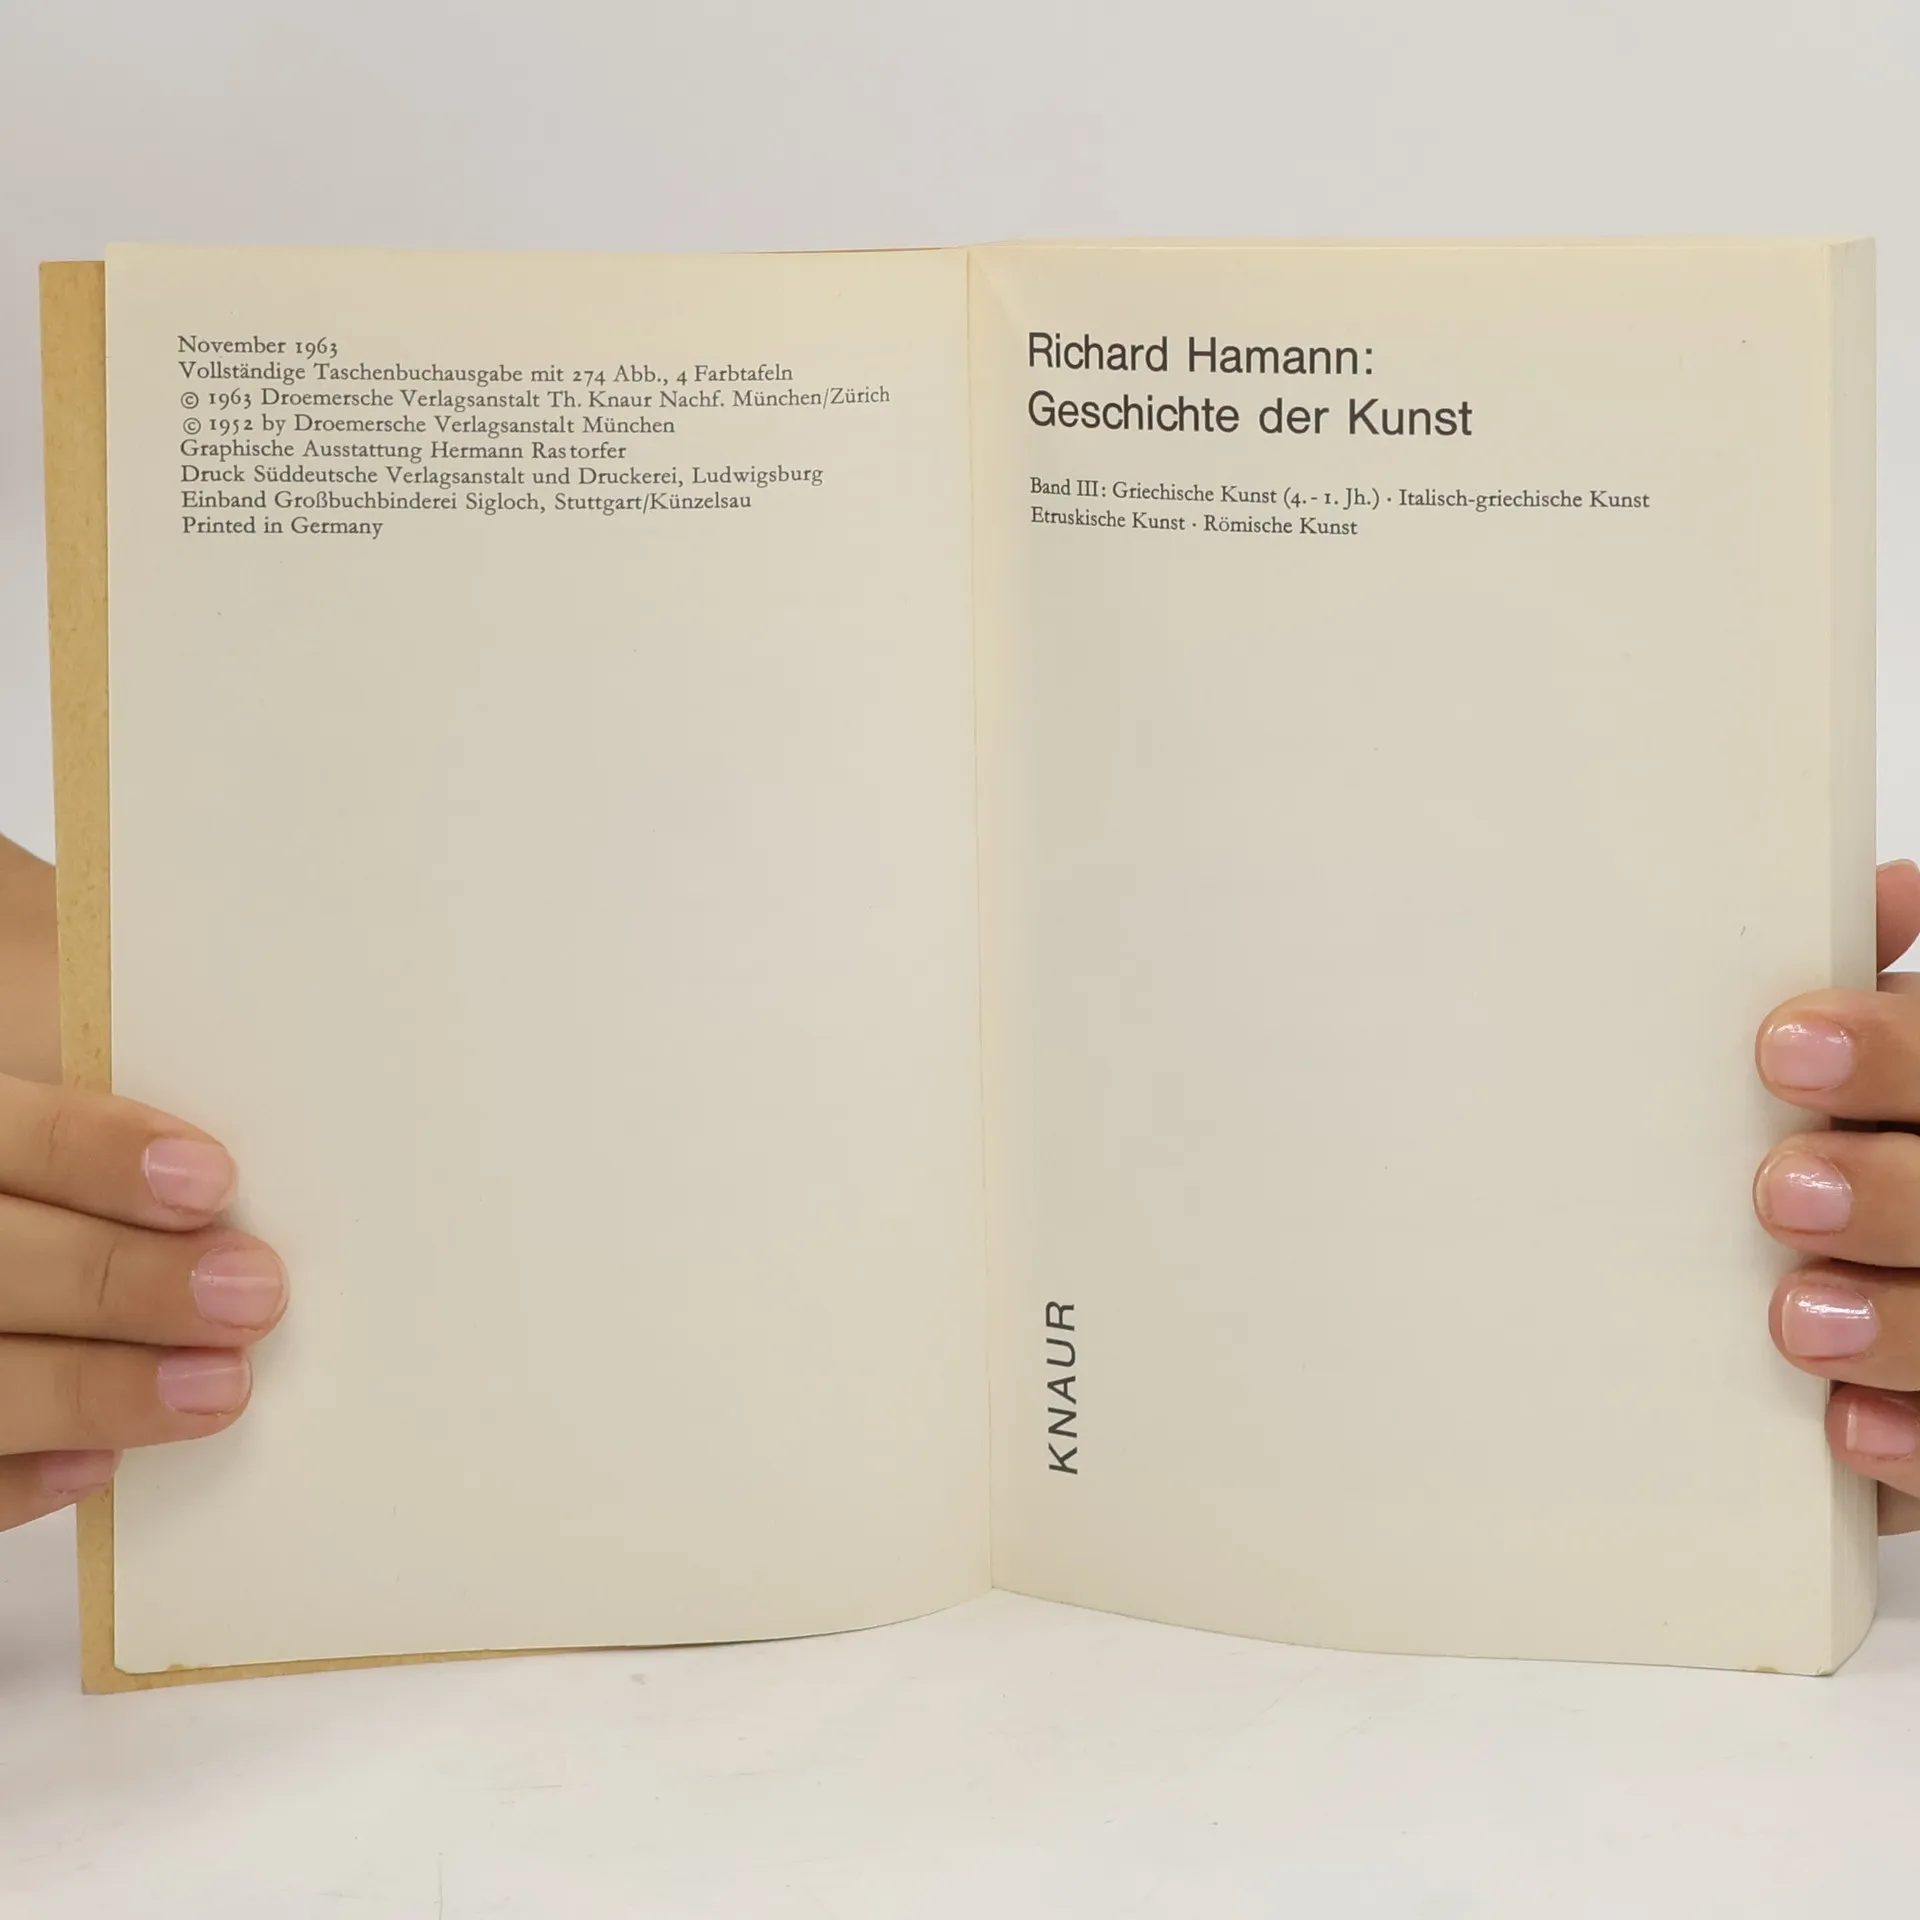 November 1963
Vollständige Taschenbuchausgabe mit 274 Abb., 4 Farbtafeln
© 1963 Droemersche Verlagsanstalt Th. Knaur Nachf. München/Zürich
© 1952 by Droemersche Verlagsanstalt München
Graphische Ausstattung Hermann Rastorfer
Druck Süddeutsche Verlagsanstalt und Druckerei, Ludwigsburg
Einband Großbuchbinderei Sigloch, Stuttgart/Künzelsau
Printed in Germany
Richard Hamann:
Geschichte der Kunst
Band III: Griechische Kunst (4. - 1. Jh.) · Italisch-griechische Kunst
Etruskische Kunst · Römische Kunst
KNAUR